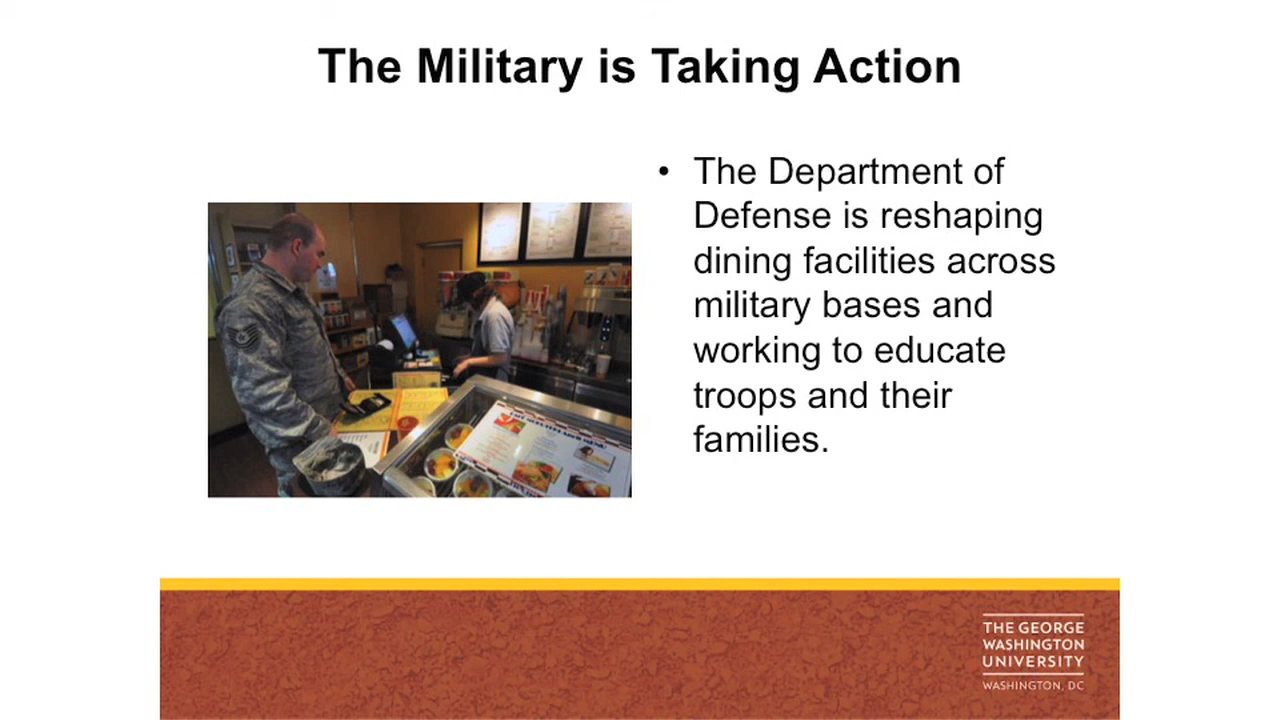 The Military is Taking Action
• The Department of
Defense is reshaping
dining facilities across
military bases and
working to educate
troops and their
families.
THE GEORGE
WASHINGTON
UNIVERSITY
WASHINGTON, DC